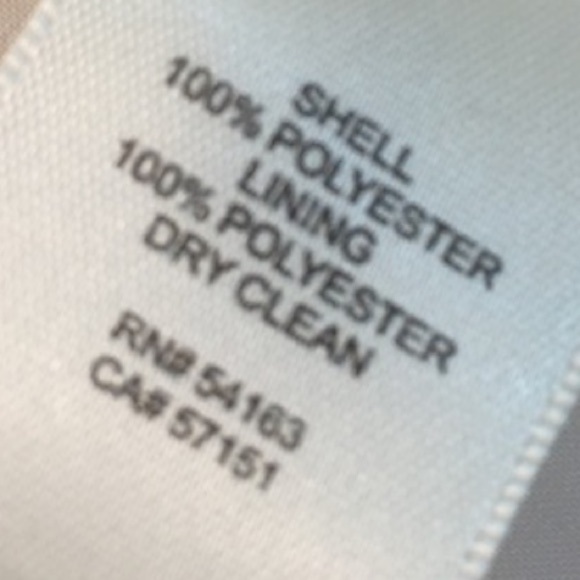 SHELL
100% POLYESTER
LINING
100% POLYESTER
DRY CLEAN
RN# 54163
CA# 57151